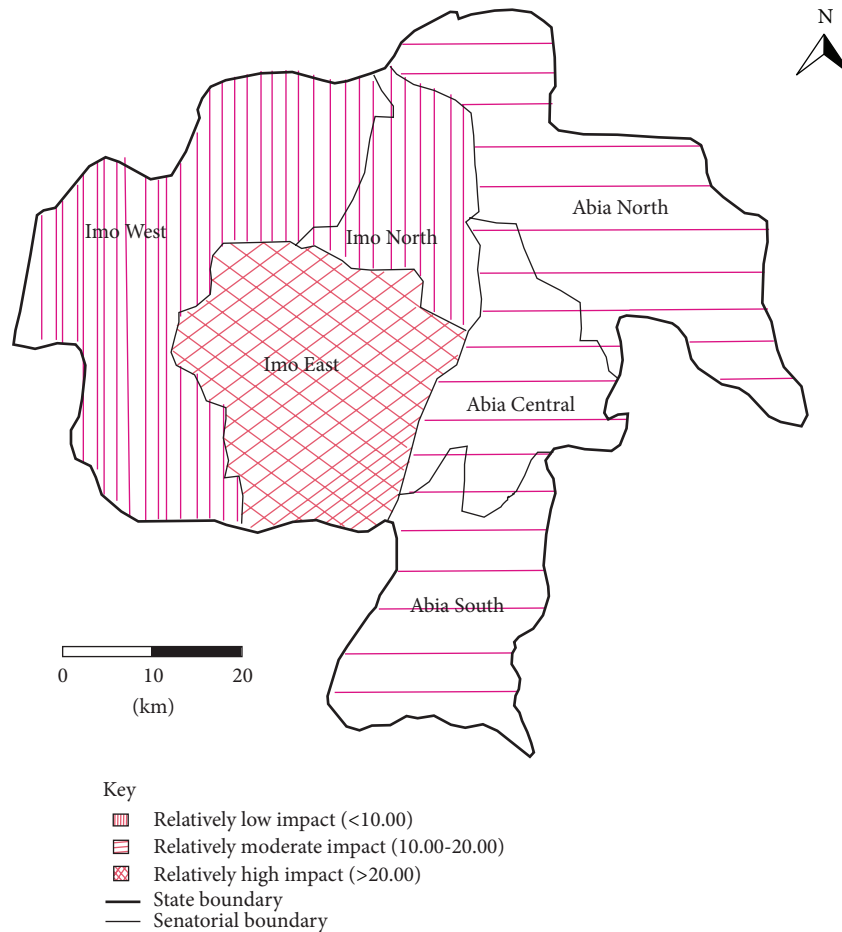 N
Abia North
Imo West
Imo North
Imo East
Abia Central
Abia South
0 10 20
(km)
Key
Relatively low impact (<10.00)
Relatively moderate impact (10.00-20.00)
Relatively high impact (>20.00)
State boundary
Senatorial boundary